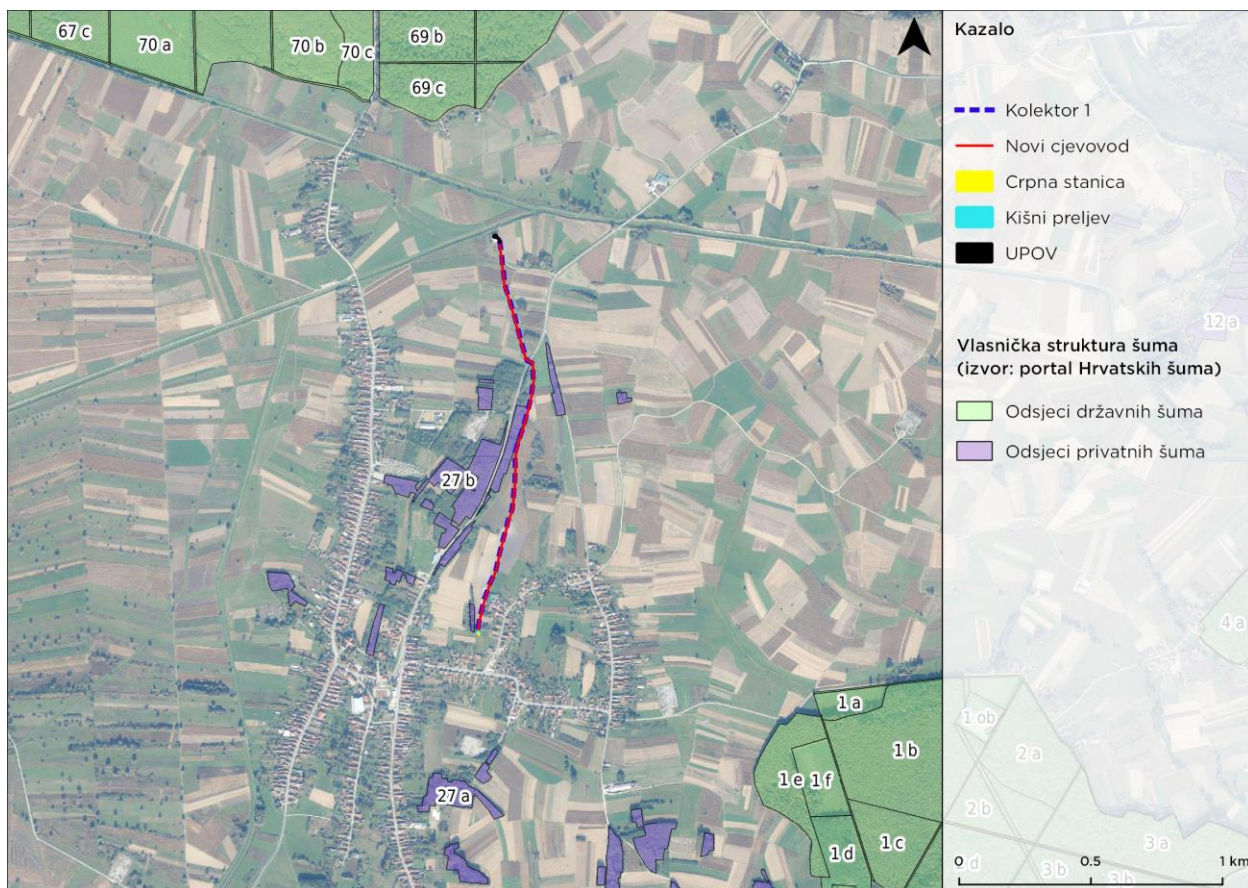 67 c
70 a
70 b
70 c
69 b
69 c
27 b
27 a
1 a
1 b
1 e
1 f
1 d
1 c
Kazalo
Kolektor 1
Novi cjevovod
Crpna stanica
Kišni preljev
UPOV
Vlasnička struktura šuma
(izvor: portal Hrvatskih šuma)
Odsjeci državnih šuma
Odsjeci privatnih šuma
12 a
4 a
1 ob
2 a
2 b
3 a
3 b
3 b
d
0 0.5 1 km